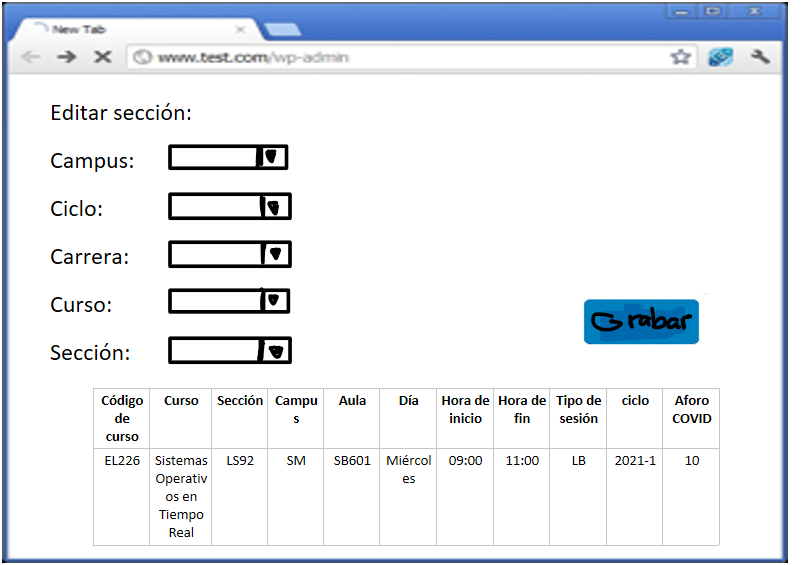 New Tab
www.test.com/wp-admin
Editar sección:
Campus:
Ciclo:
Carrera:
Curso:
Grabar
Sección:
Código de curso Curso Sección Campus Aula Día Hora de inicio Hora de fin Tipo de sesión ciclo Aforo COVID
EL226 Sistemas Operativos en Tiempo Real LS92 SM SB601 Miércoles 09:00 11:00 LB 2021-1 10